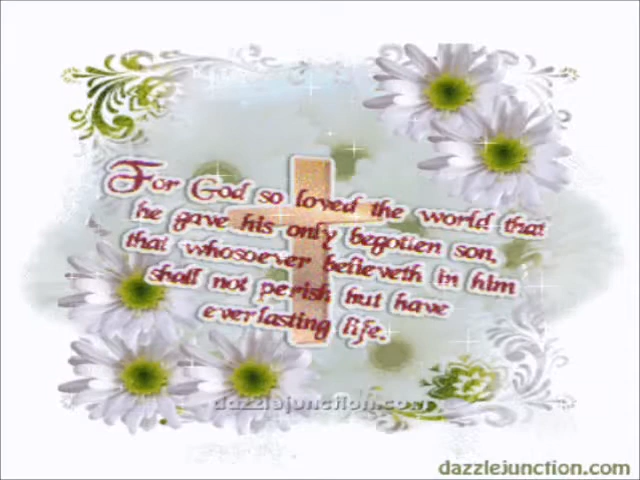 For God so loved the world that
he gave his only begotten son,
that whosoever believeth in him
shall not perish but have
everlasting life.
dazzlejunction.com
dazzlejunction.com